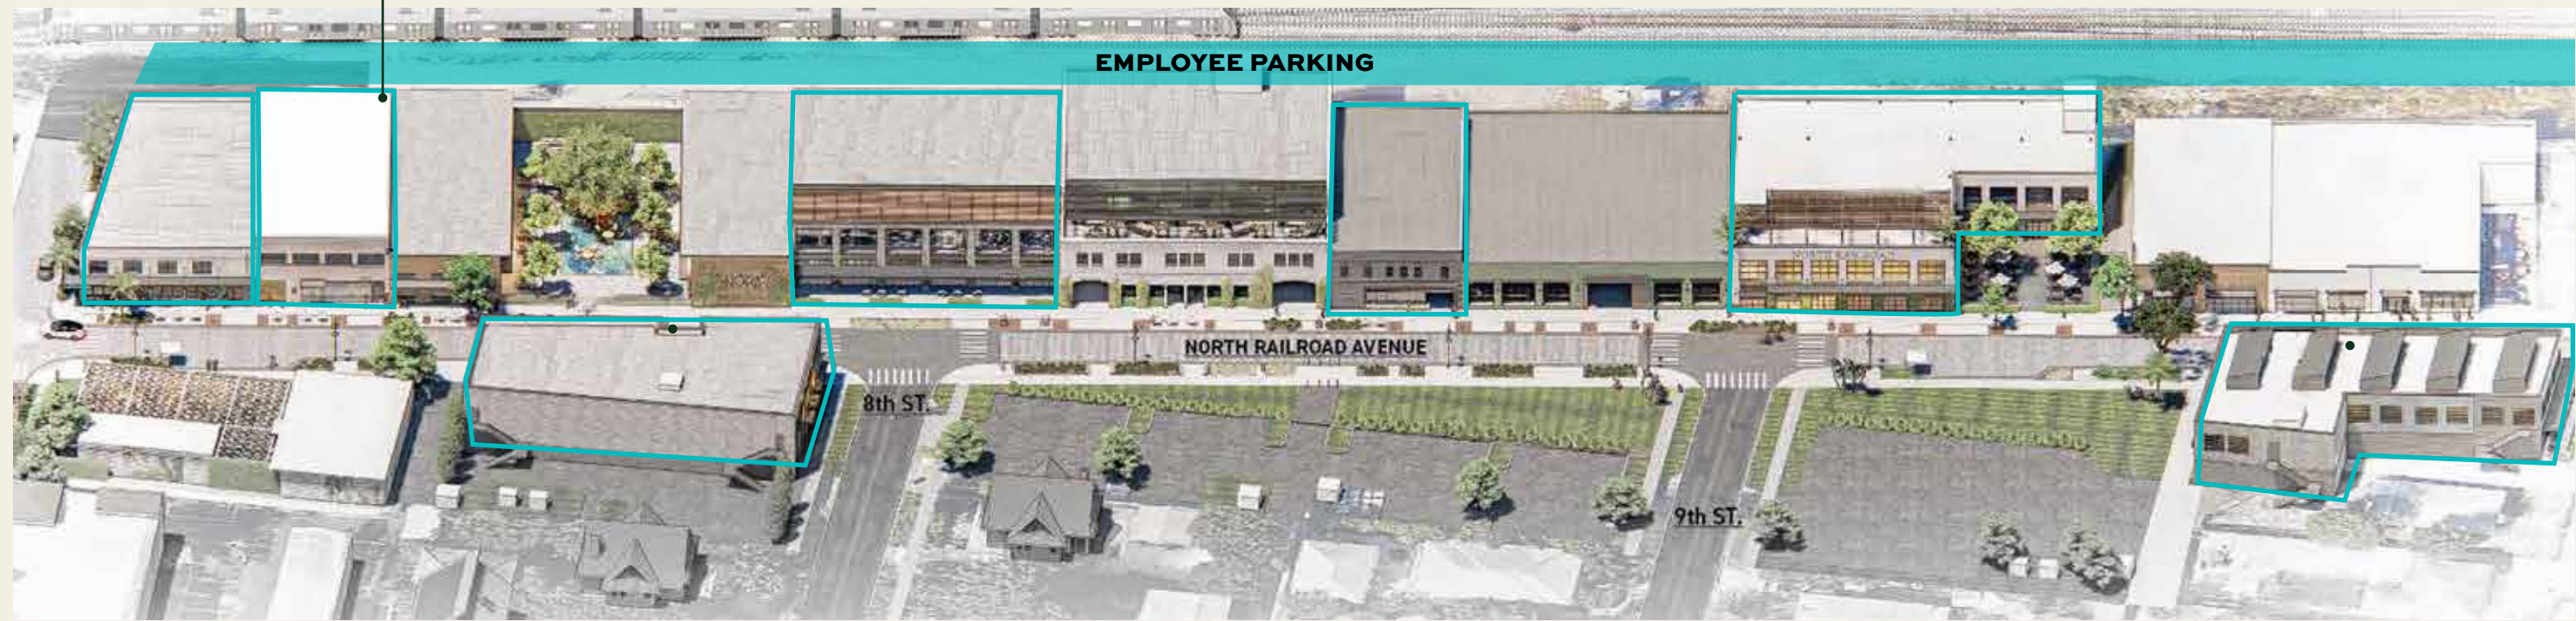 EMPLOYEE PARKING
NORTH RAILROAD AVENUE
8th ST.
9th ST.